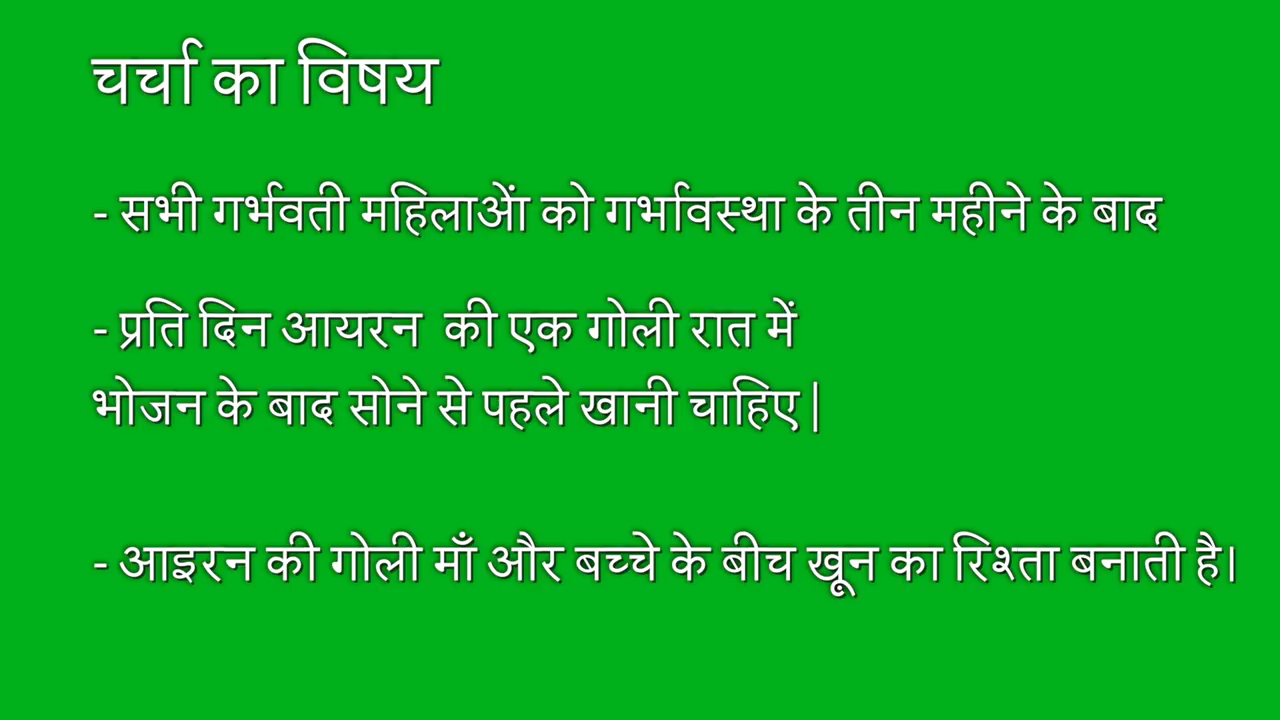 चर्चा का विषय
- सभी गर्भवती महिलाओं को गर्भावस्था के तीन महीने के बाद
- प्रति दिन आयरन की एक गोली रात में
भोजन के बाद सोने से पहले खानी चाहिए |
- आइरन की गोली माँ और बच्चे के बीच खून का रिश्ता बनाती है।